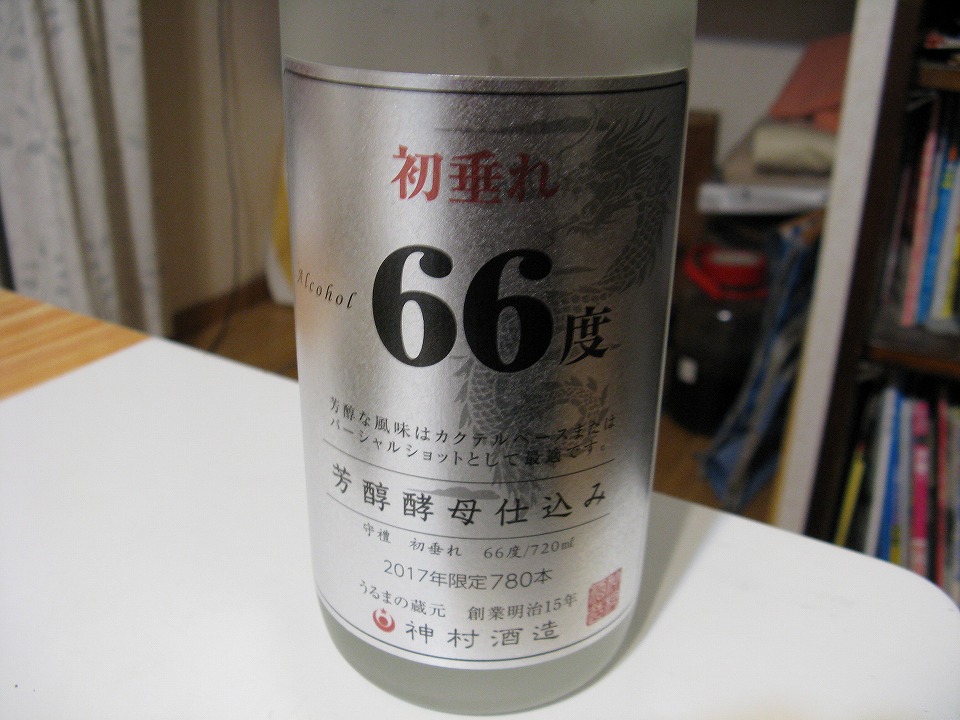 初垂れ
Alcohol
66度
芳醇な風味はカクテルベースまたは
パーシャルショットとして最適です。
芳醇酵母仕込み
守禮 初垂れ 66度/720㎖
2017年限定780本
うるまの蔵元 創業明治15年
神村酒造